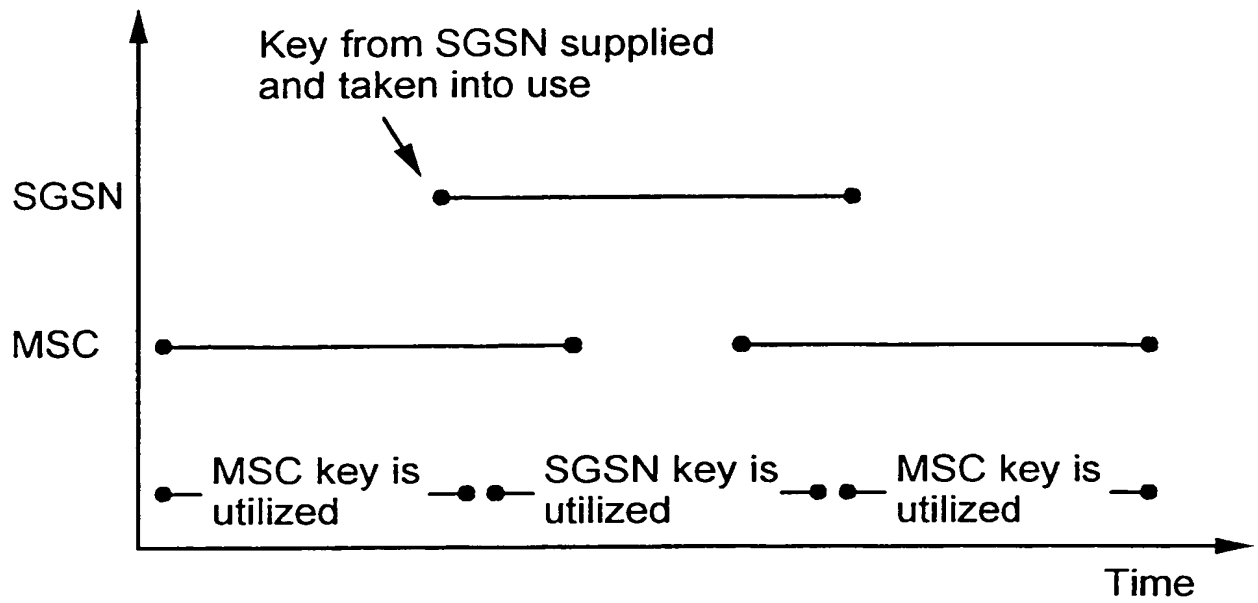 Key from SGSN supplied
and taken into use
SGSN
MSC
MSC key is
utilized
SGSN key is
utilized
MSC key is
utilized
Time